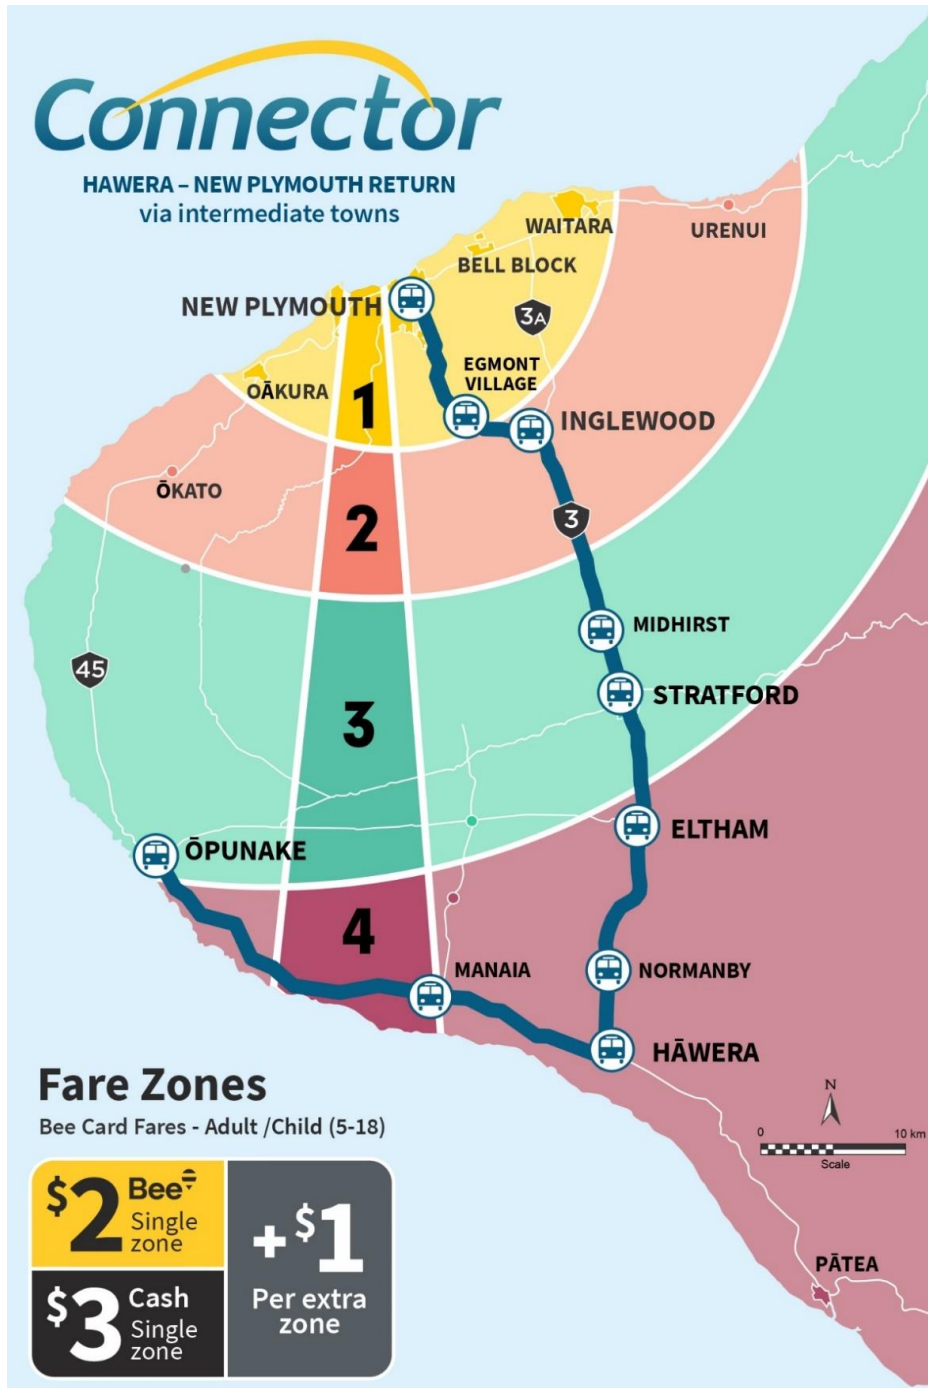 Connector
HAWERA – NEW PLYMOUTH RETURN
via intermediate towns
WAITARA
URENUI
BELL BLOCK
NEW PLYMOUTH
3A
EGMONT
VILLAGE
OĀKURA
1
INGLEWOOD
ŌKATO
2
3
MIDHIRST
45
STRATFORD
3
ELTHAM
ŌPUNAKE
4
MANAIA
NORMANBY
HĀWERA
Fare Zones
Bee Card Fares - Adult /Child (5-18)
N
0
10 km
Scale
$2 Bee
Single
zone
+$1
Per extra
zone
$3 Cash
Single
zone
PĀTEA